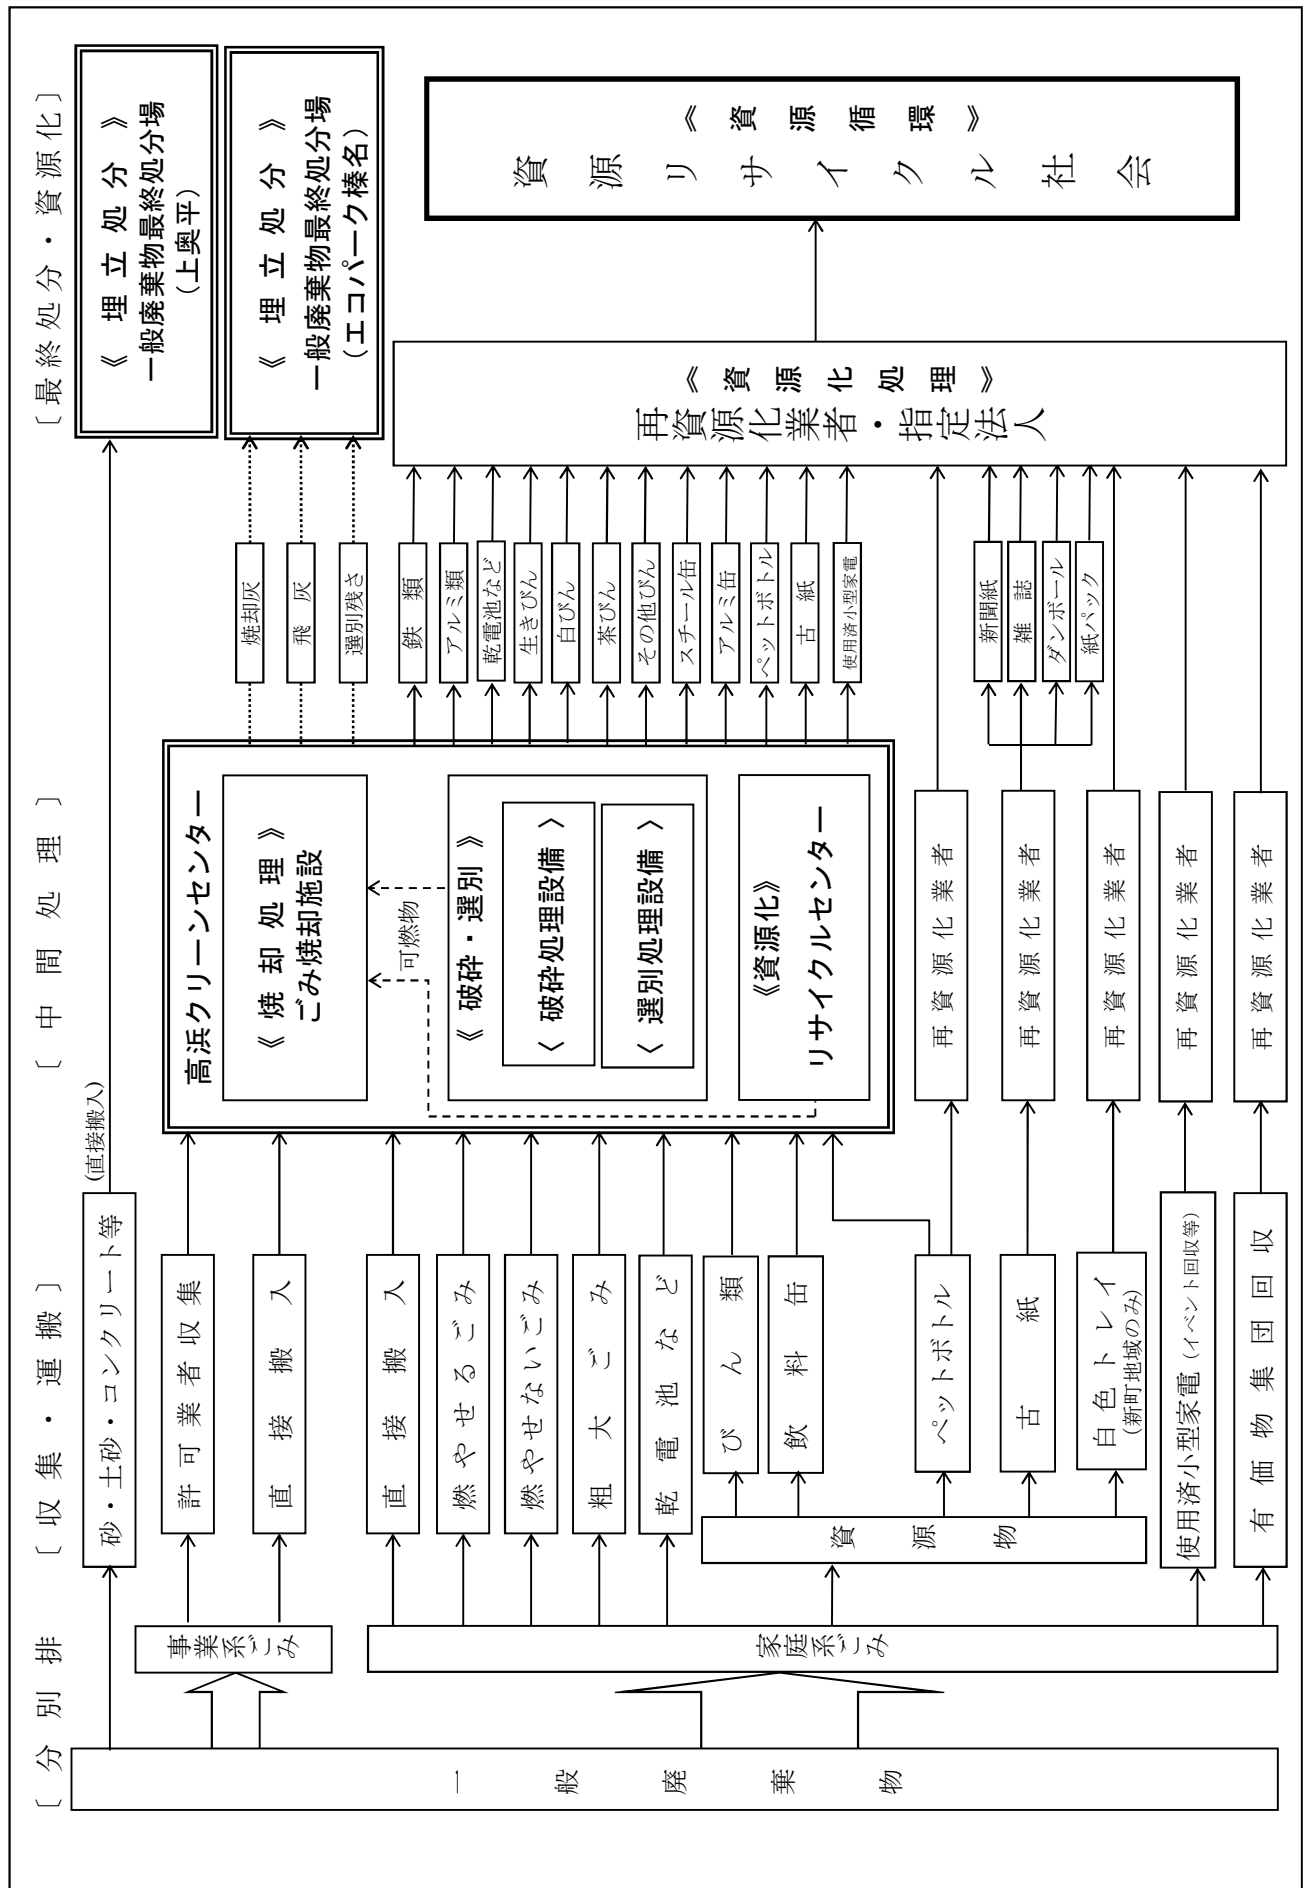 〔分別排
〔収集・運搬〕
〔中間処理〕
〔最終処分・資源化〕
一般廃棄物
事業系ごみ
家庭系ごみ
砂・土砂・コンクリート等
(直接搬入)
許可業者収集
直接搬入
直接搬入
燃やせるごみ
燃やせないごみ
粗大ごみ
乾電池など
資源物
びん類
飲料缶
ペットボトル
古紙
白色トレイ
(新町地域のみ)
使用済小型家電(イベント回収等)
有価物集団回収
高浜クリーンセンター
《焼却処理》
ごみ焼却施設
可燃物
《破砕・選別》
〈破砕処理設備〉
〈選別処理設備〉
《資源化》
リサイクルセンター
再資源化業者
再資源化業者
再資源化業者
再資源化業者
再資源化業者
焼却灰
飛灰
選別残さ
鉄類
アルミ類
乾電池など
生きびん
白びん
茶びん
その他びん
スチール缶
アルミ缶
ペットボトル
古紙
使用済小型家電
新聞紙
雑誌
ダンボール
紙パック
《埋立処分》
一般廃棄物最終処分場
(上奥平)
《埋立処分》
一般廃棄物最終処分場
(エコパーク榛名)
《資源化処理》
再資源化業者・指定法人
《資源循環》
資源リサイクル社会